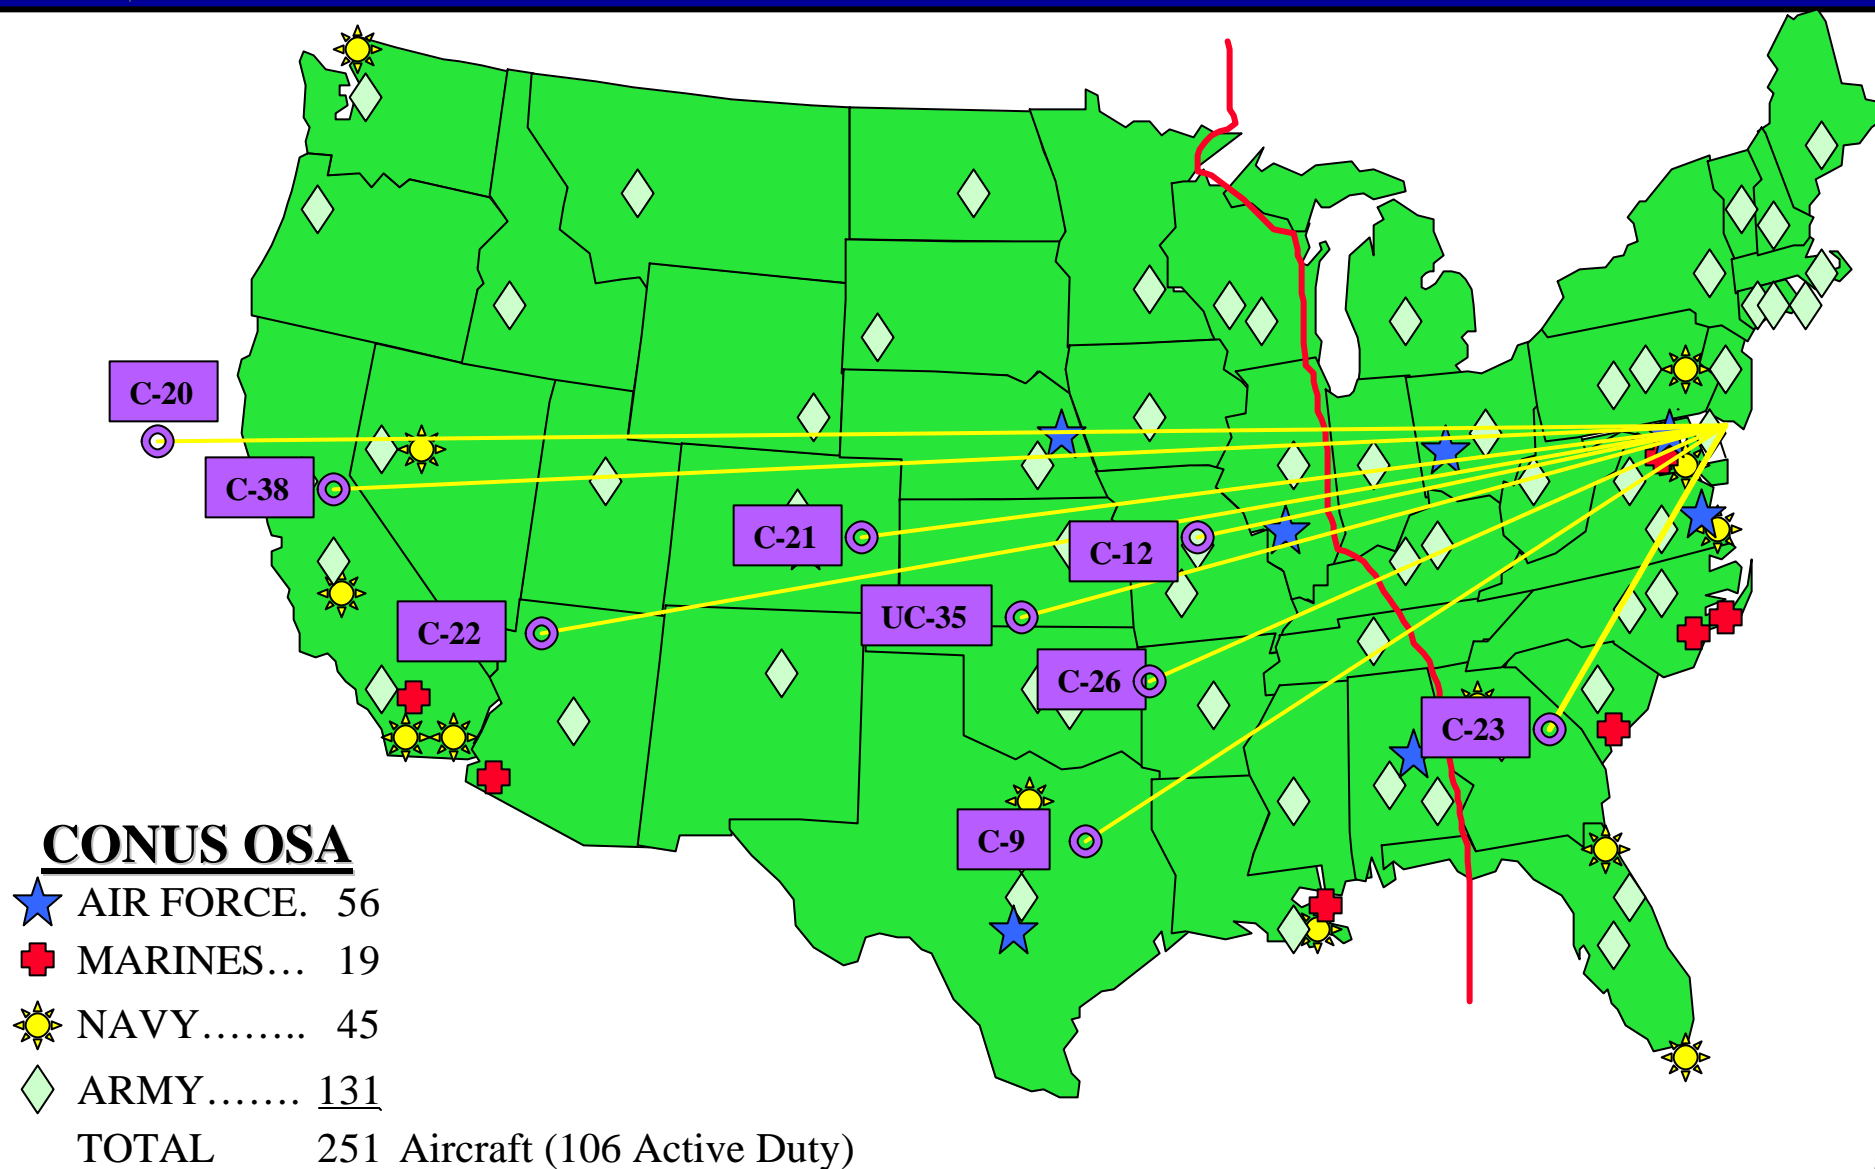 C-20
C-38
C-21
C-12
UC-35
C-22
C-26
C-23
C-9
CONUS OSA
AIR FORCE. 56
MARINES… 19
NAVY…….. 45
ARMY……. 131
TOTAL 251 Aircraft (106 Active Duty)